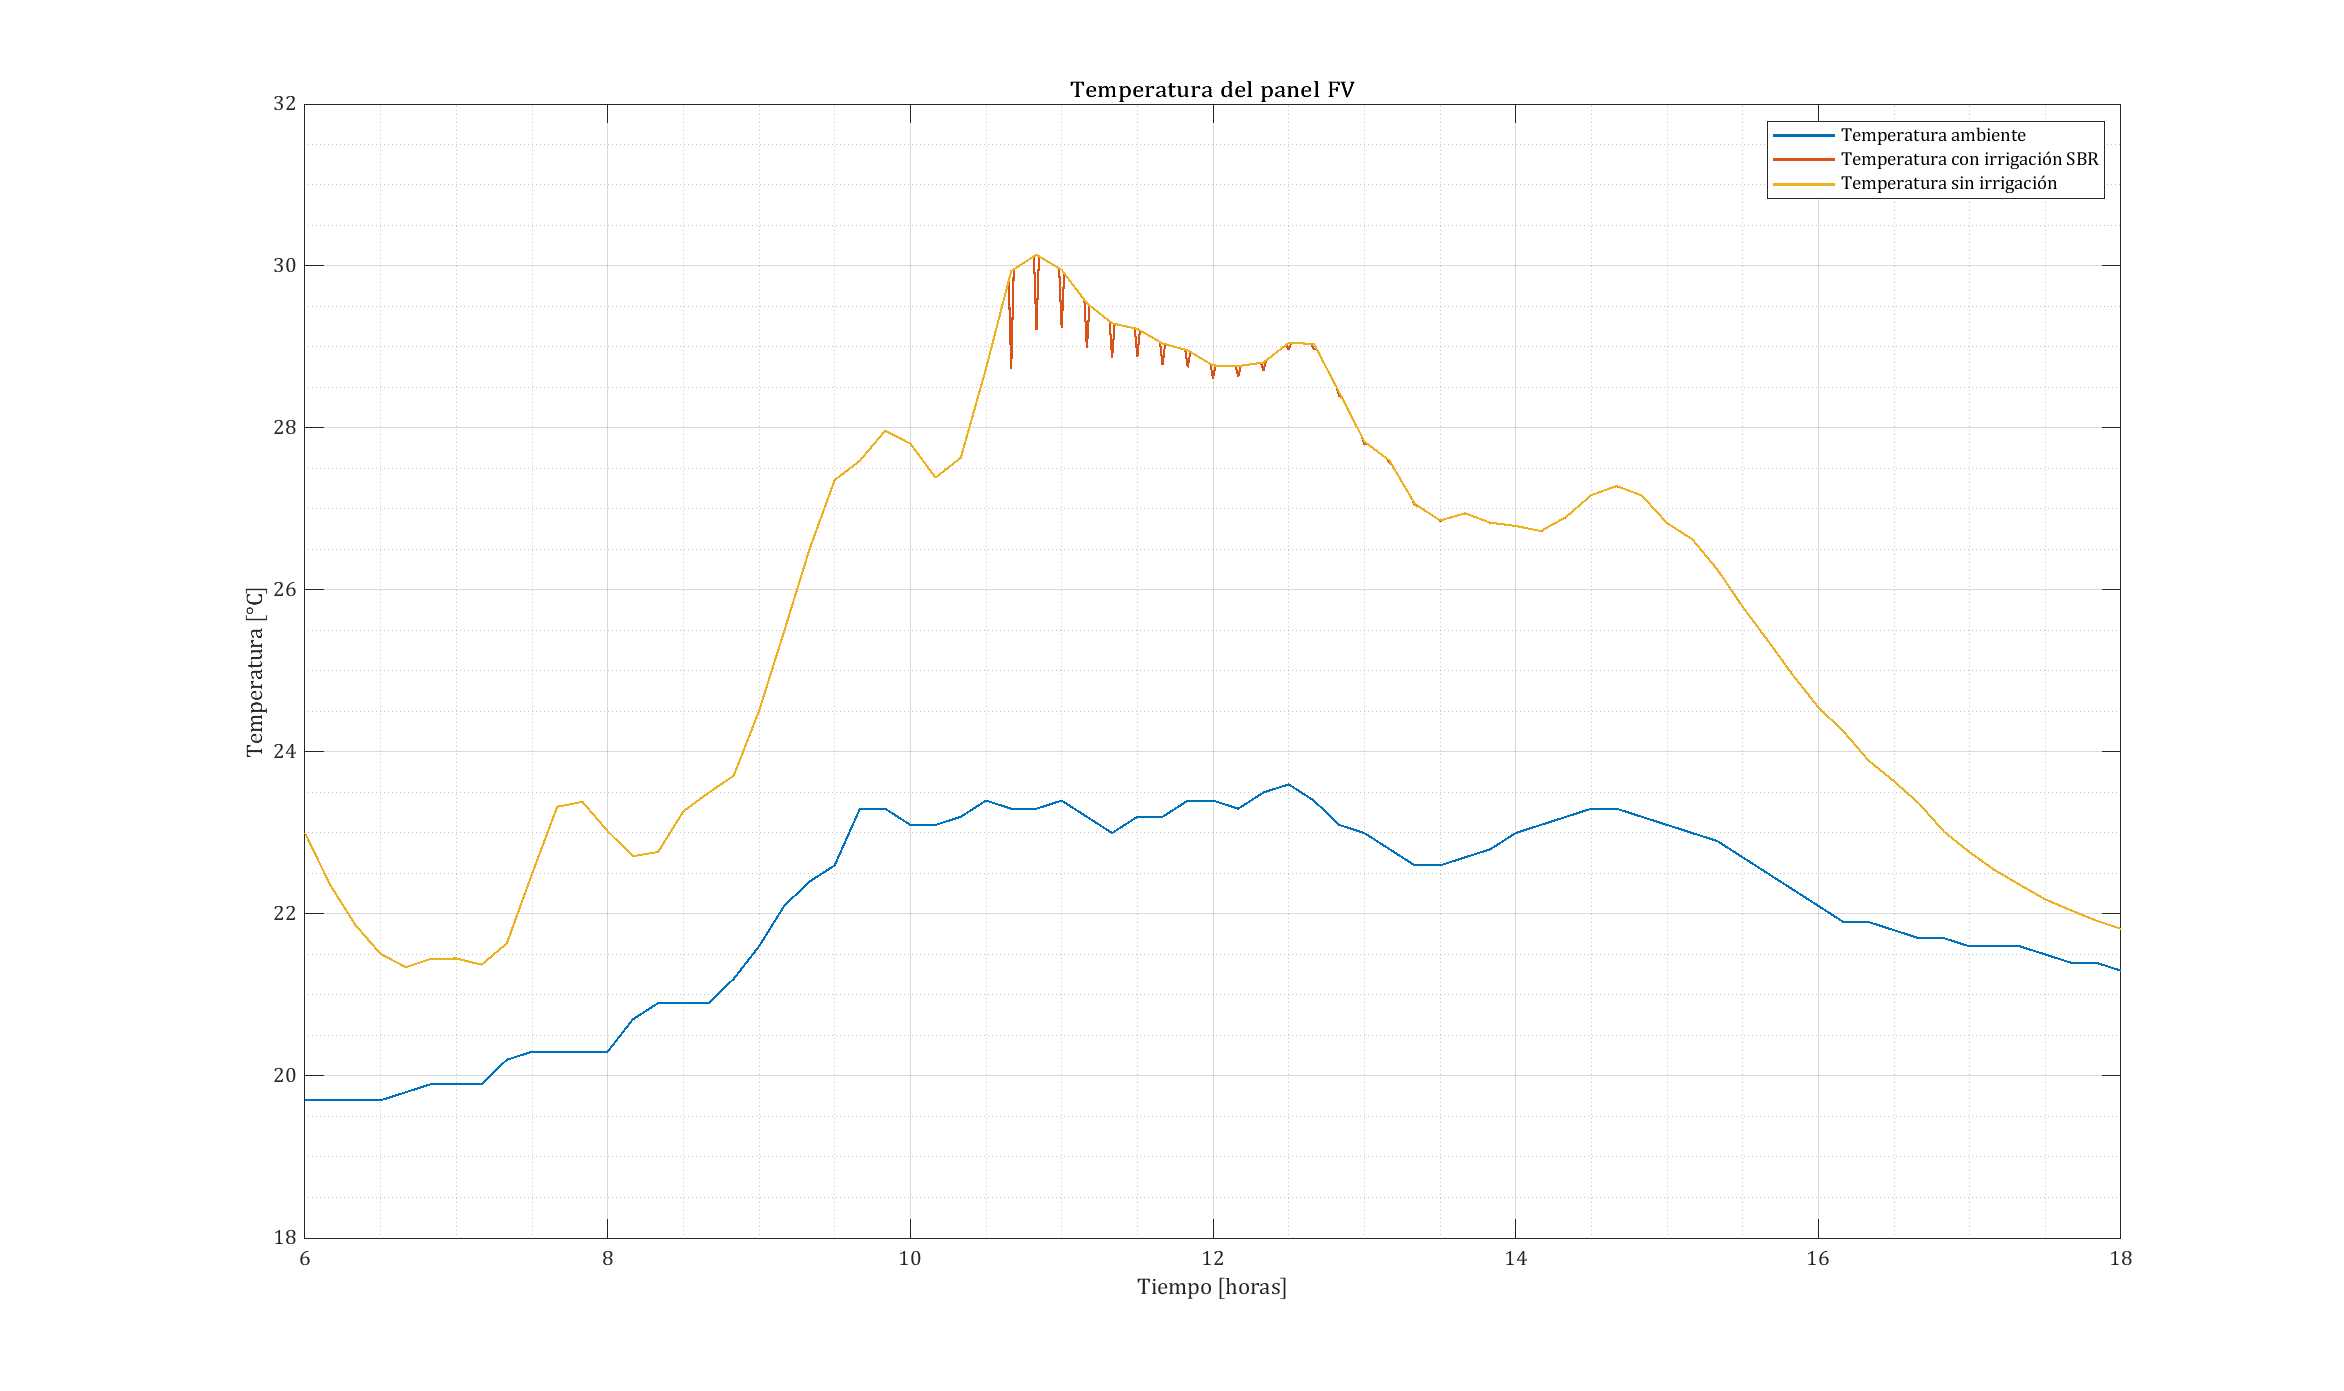 Temperatura del panel FV
Temperatura ambiente
Temperatura con irrigación SBR
Temperatura sin irrigación
Temperatura [°C]
32
30
28
26
24
22
20
18
6 8 10 12 14 16 18
Tiempo [horas]